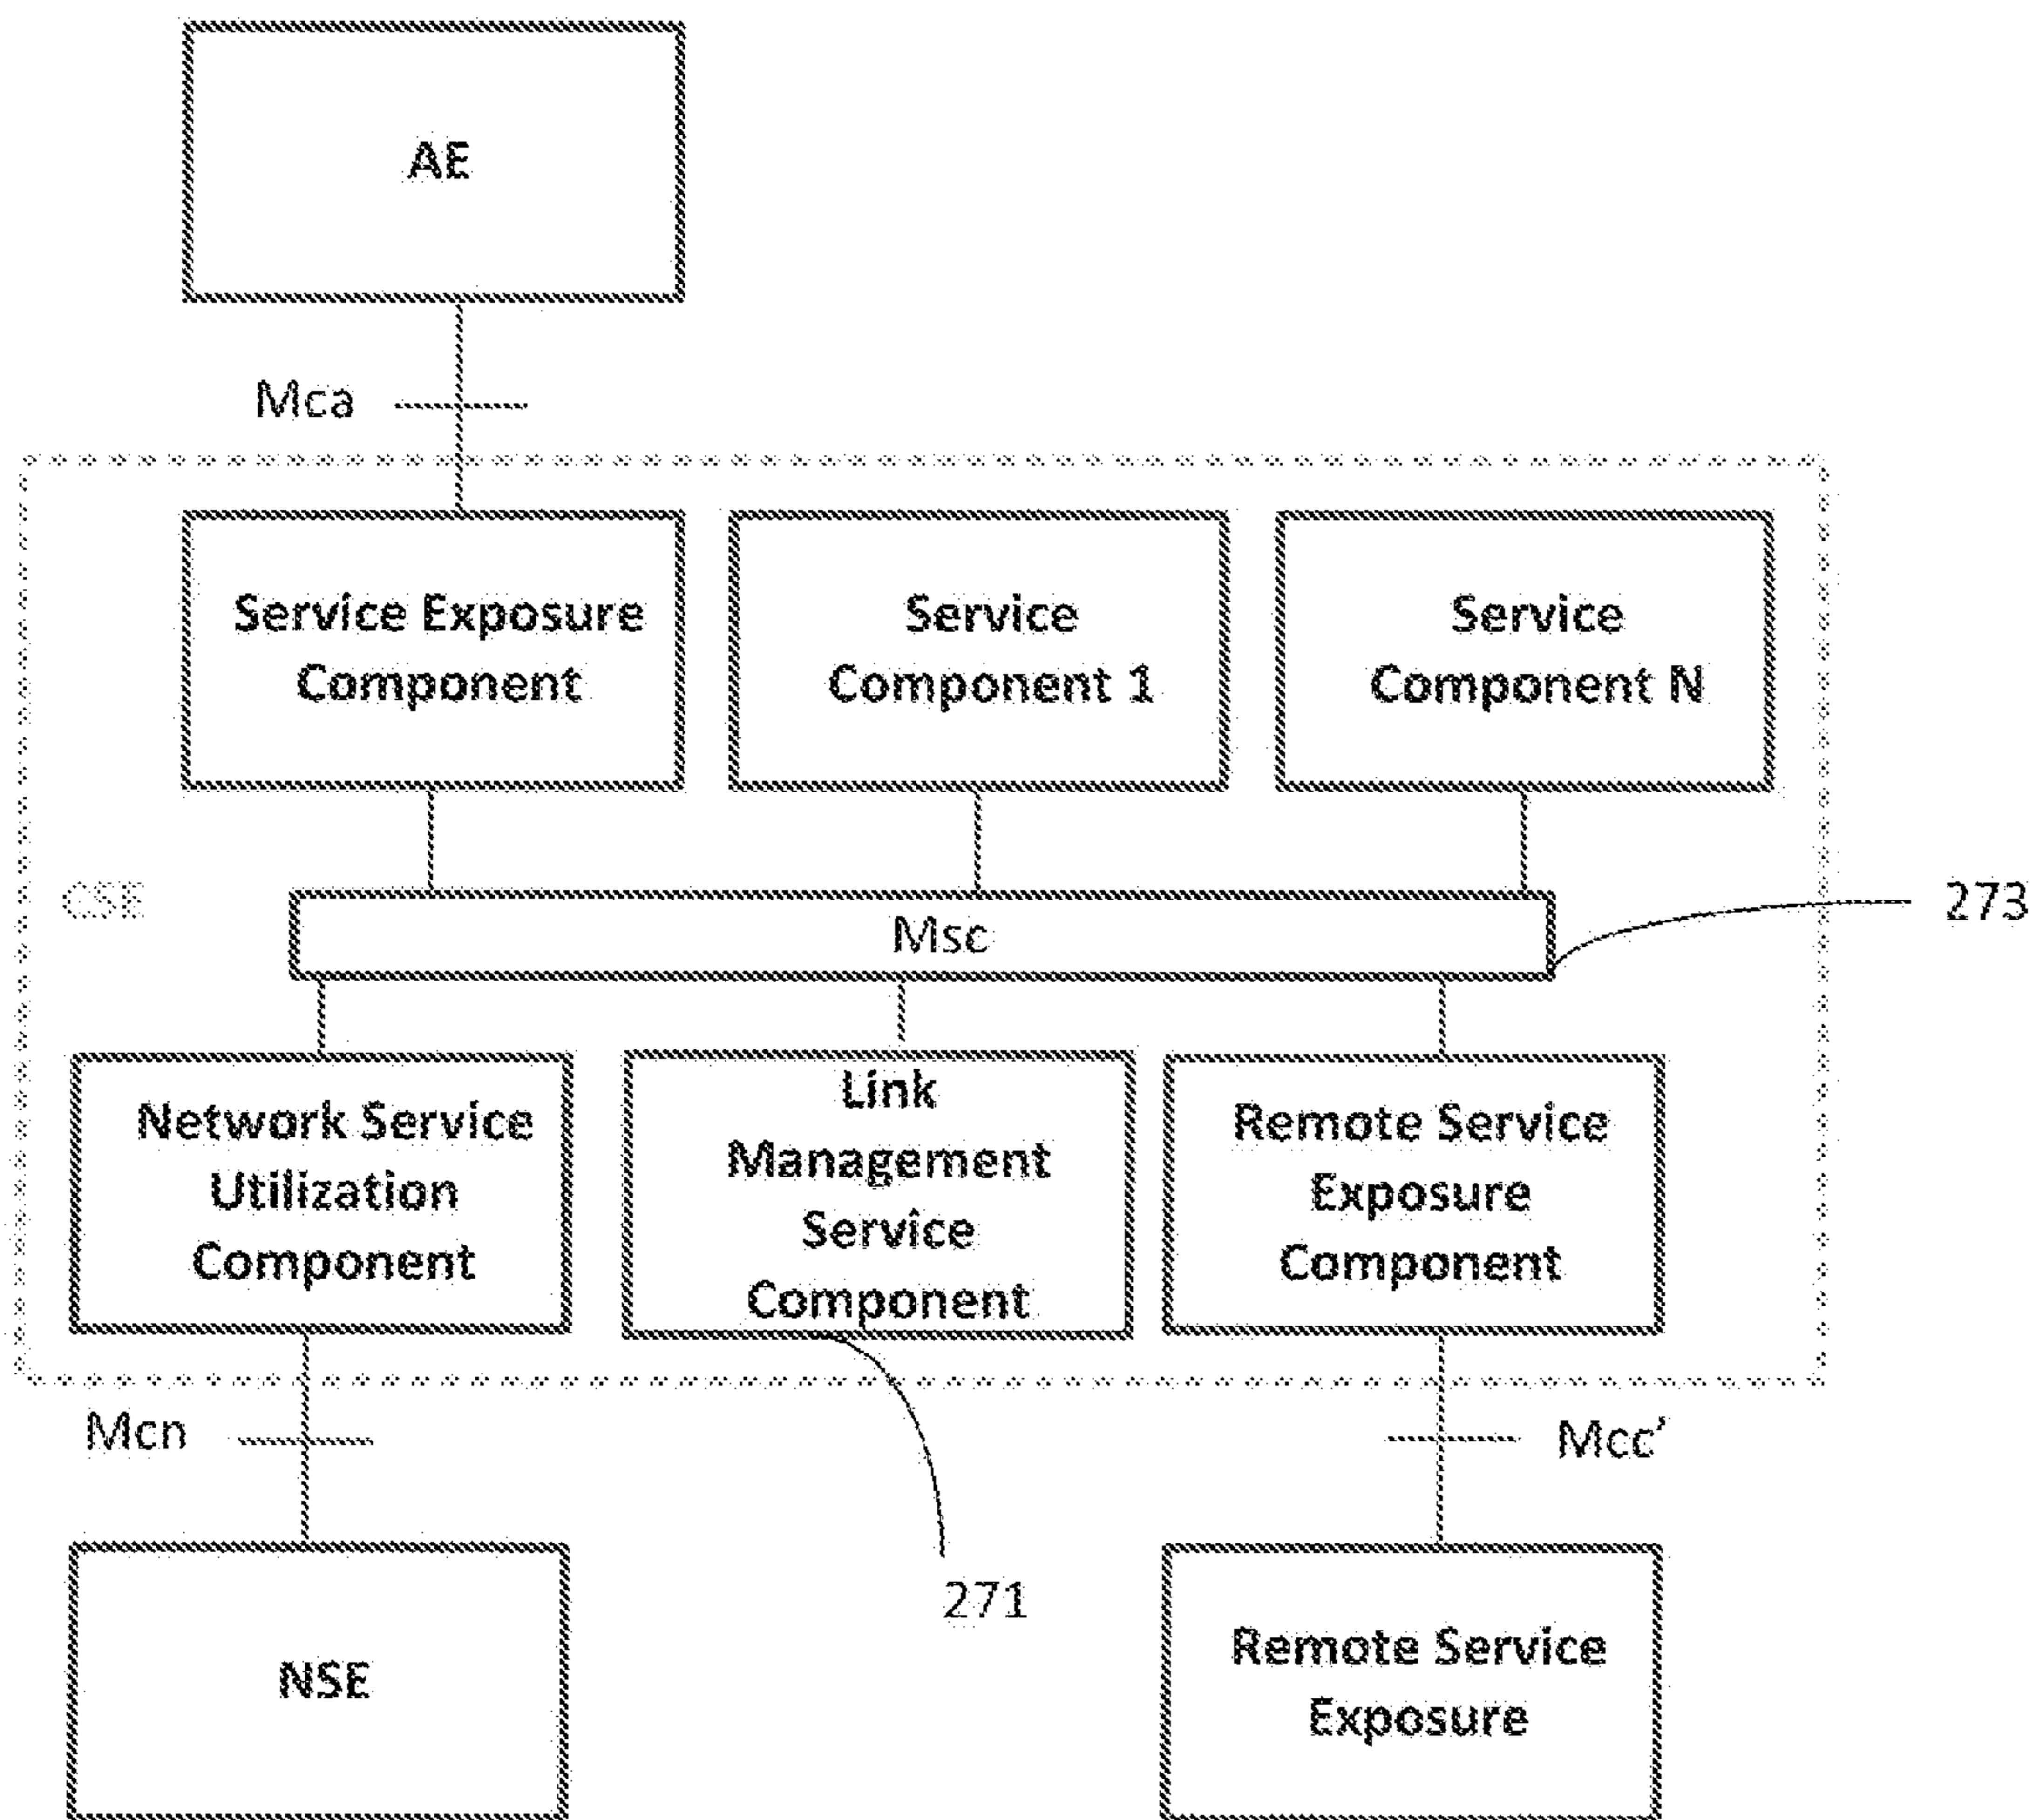 AE
Mca
Service Exposure
Component
Service
Component 1
Service
Component N
CSE
Msc
273
Network Service
Utilization
Component
Link
Management
Service
Component
Remote Service
Exposure
Component
Mcn
Mcc'
271
NSE
Remote Service
Exposure